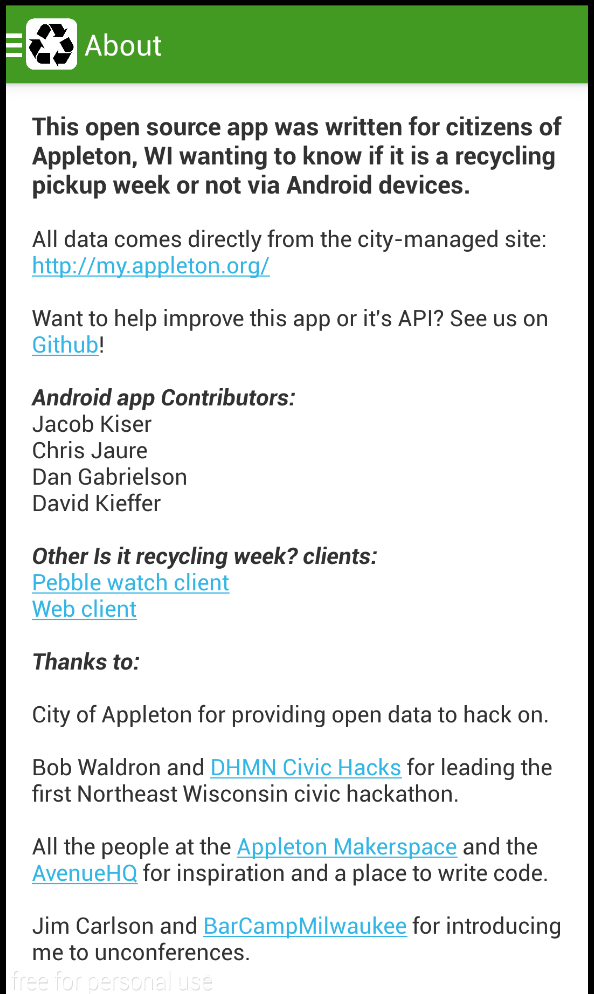 About
This open source app was written for citizens of
Appleton, WI wanting to know if it is a recycling
pickup week or not via Android devices.
All data comes directly from the city-managed site:
http://my.appleton.org/
Want to help improve this app or it's API? See us on
Github!
Android app Contributors:
Jacob Kiser
Chris Jaure
Dan Gabrielson
David Kieffer
Other Is it recycling week? clients:
Pebble watch client
Web client
Thanks to:
City of Appleton for providing open data to hack on.
Bob Waldron and DHMN Civic Hacks for leading the
first Northeast Wisconsin civic hackathon.
All the people at the Appleton Makerspace and the
AvenueHQ for inspiration and a place to write code.
Jim Carlson and BarCampMilwaukee for introducing
me to unconferences.
free for personal use